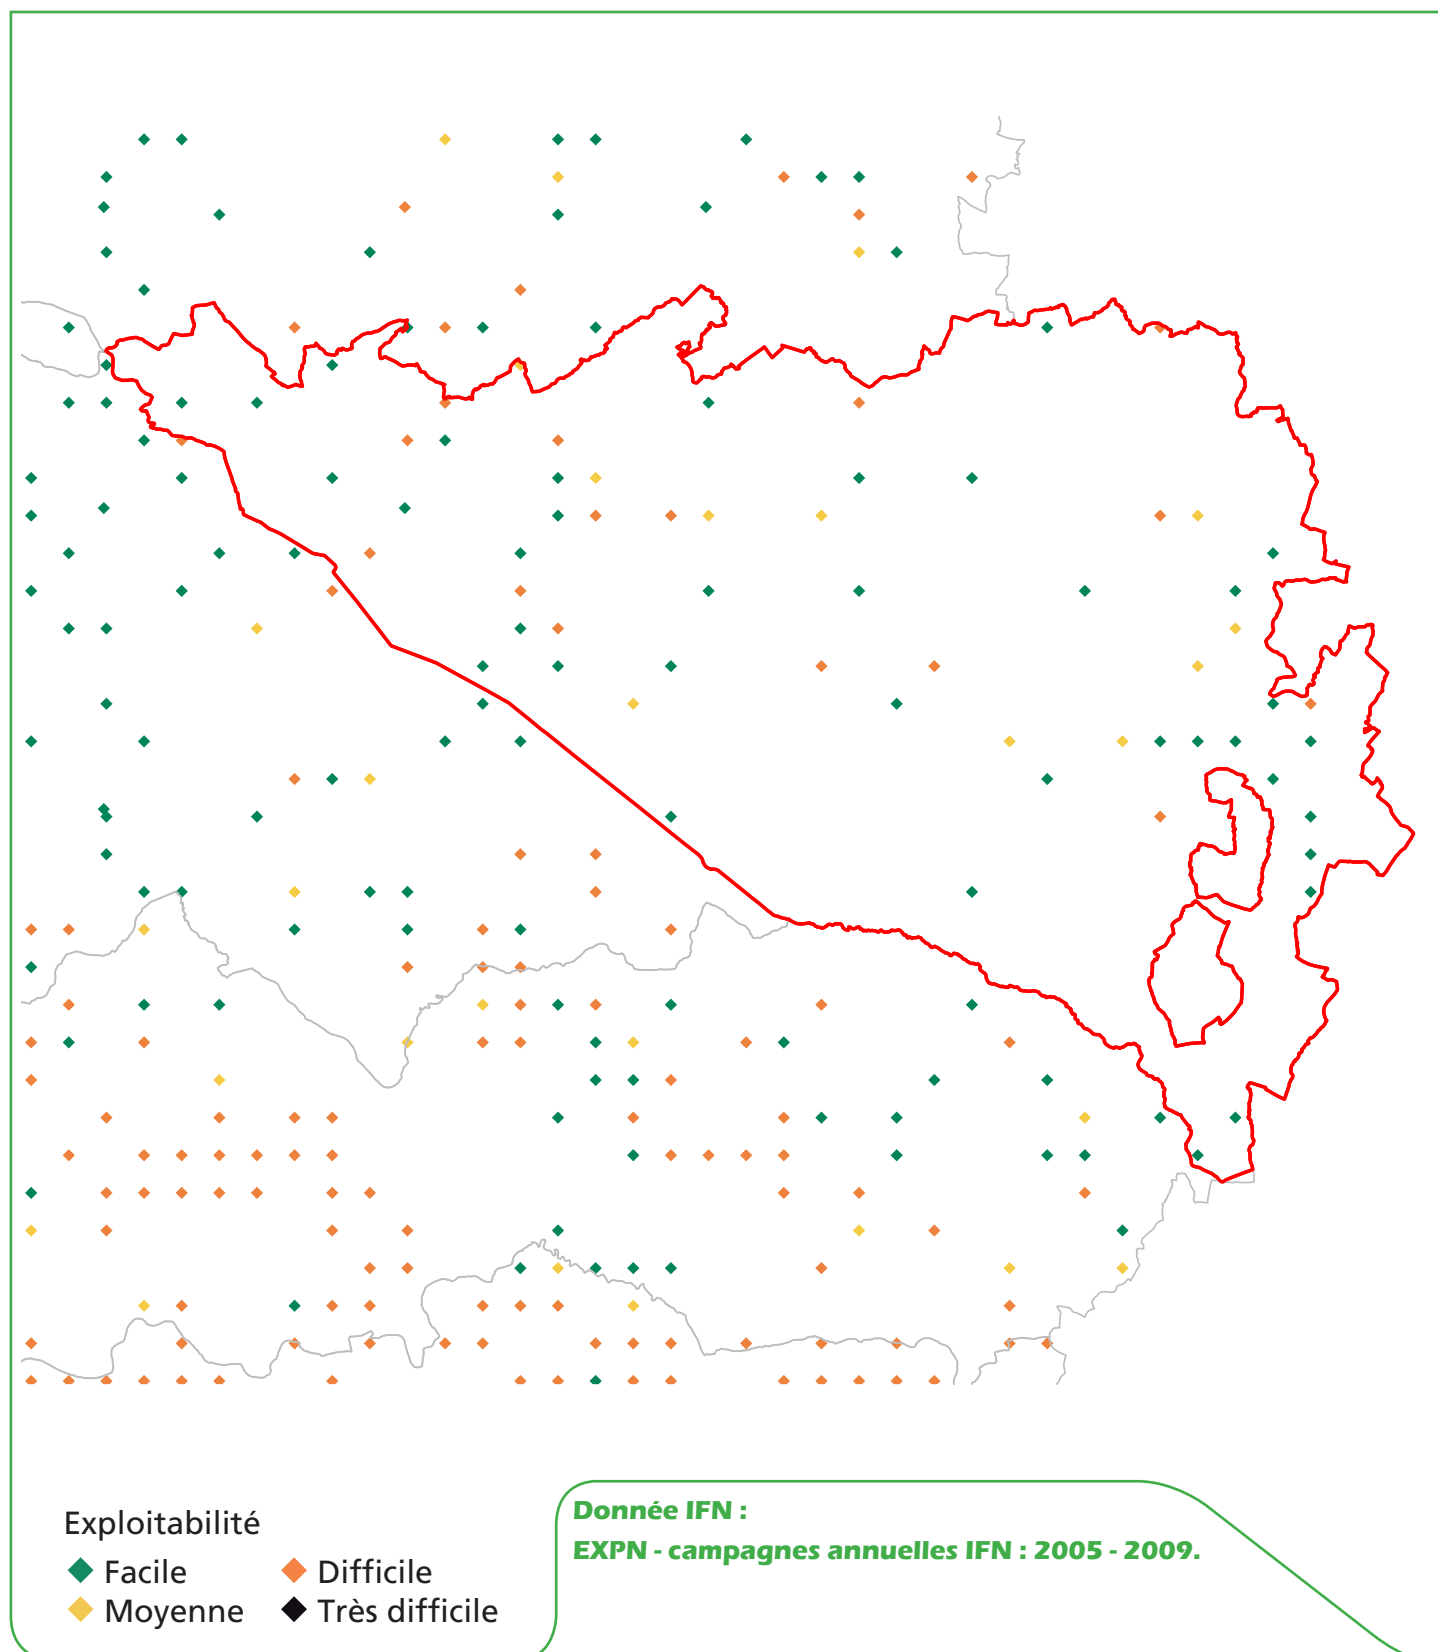 Exploitabilité
Facile
Difficile
Moyenne
Très difficile
Donnée IFN :
EXPN - campagnes annuelles IFN : 2005 - 2009.